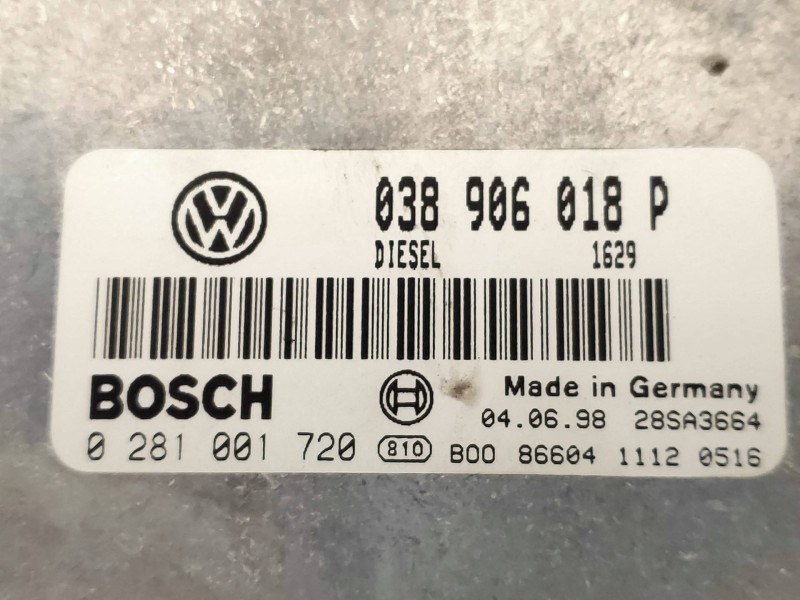 038 906 018 P
DIESEL 1629
BOSCH
Made in Germany
04.06.98 28SA3664
0 281 001 720 810 B00 86604 1112 0516